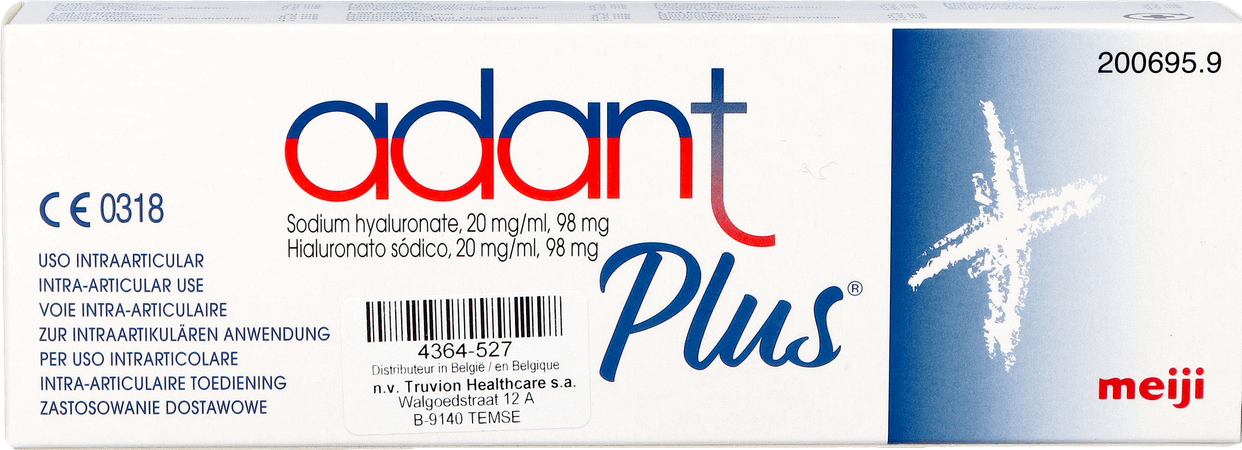 200695.9
adant
Sodium hyaluronate, 20 mg/ml, 98 mg
Hialuronato sódico, 20 mg/ml, 98 mg
Plus®
CE 0318
USO INTRAARTICULAR
INTRA-ARTICULAR USE
VOIE INTRA-ARTICULAIRE
ZUR INTRAARTIKULÄREN ANWENDUNG
PER USO INTRARTICOLARE
INTRA-ARTICULAIRE TOEDIENING
ZASTOSOWANIE DOSTAWOWE
4364-527
Distributeur in België / en Belgique
n.v. Truvion Healthcare s.a.
Walgoedstraat 12 A
B-9140 TEMSE
meiji